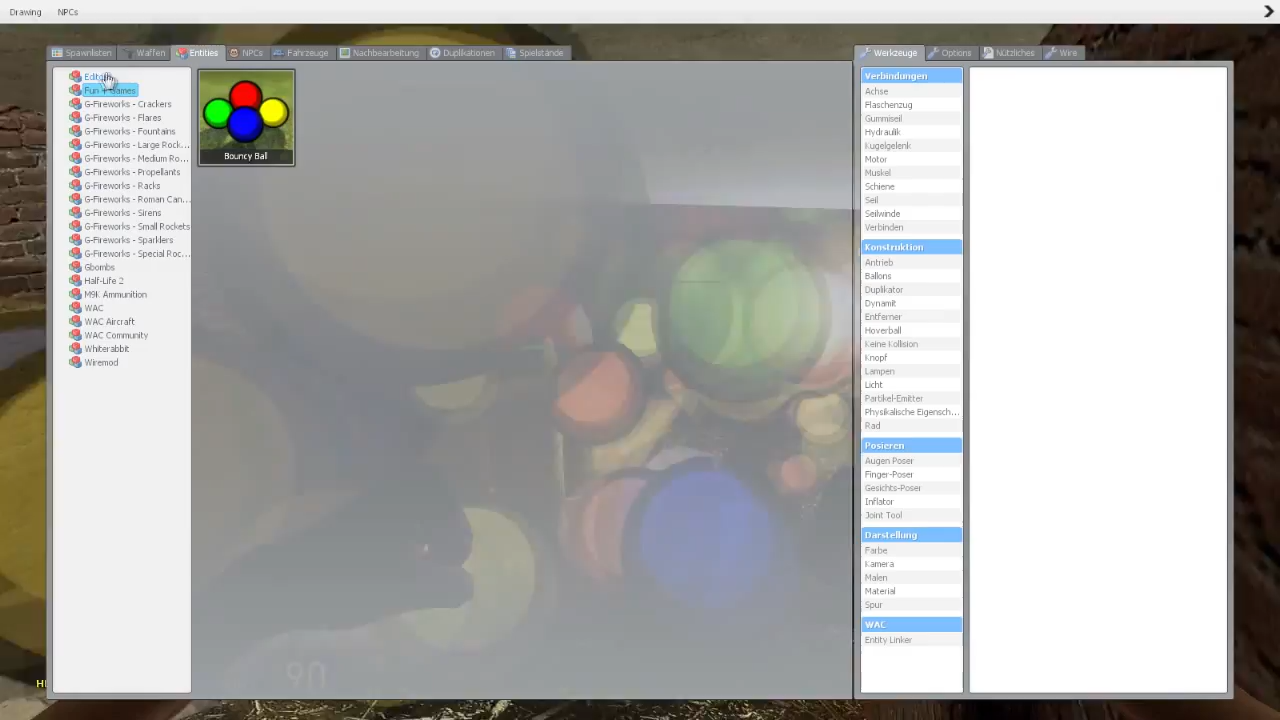 Drawing NPCs
Spawnlisten Waffen Entities NPCs Fahrzeuge Nachbearbeitung Duplikationen Spielstände
Werkzeuge Options Nützliches Wire
Fun + Games
G-Fireworks - Crackers
G-Fireworks - Flares
G-Fireworks - Fountains
G-Fireworks - Large Rock...
G-Fireworks - Medium Ro...
G-Fireworks - Propellants
G-Fireworks - Racks
G-Fireworks - Roman Can...
G-Fireworks - Sirens
G-Fireworks - Small Rockets
G-Fireworks - Sparklers
G-Fireworks - Special Roc...
Gbombs
Half-Life 2
M9K Ammunition
WAC
WAC Aircraft
WAC Community
Whiterabbit
Wiremod
Bouncy Ball
Verbindungen
Achse
Flaschenzug
Gummiseil
Hydraulik
Kugelgelenk
Motor
Muskel
Schiene
Seil
Seilwinde
Verbinden
Konstruktion
Antrieb
Ballons
Duplikator
Dynamit
Entferner
Hoverball
Keine Kollision
Knopf
Lampen
Licht
Partikel-Emitter
Physikalische Eigensch...
Rad
Posieren
Augen Poser
Finger-Poser
Gesichts-Poser
Inflator
Joint Tool
Darstellung
Farbe
Kamera
Malen
Material
Spur
WAC
Entity Linker
90